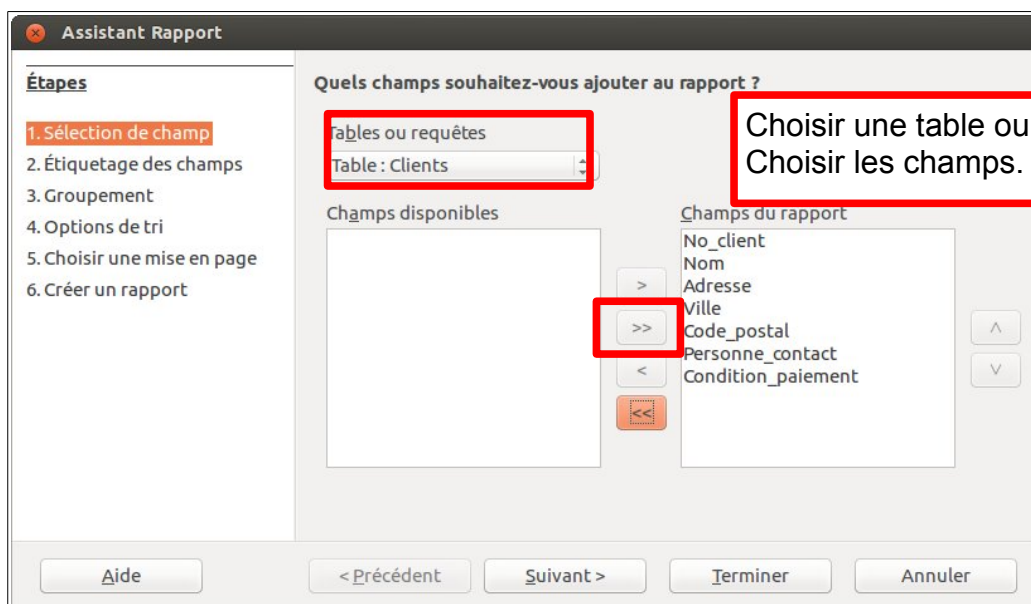 Assistant Rapport
Étapes
1. Sélection de champ
2. Étiquetage des champs
3. Groupement
4. Options de tri
5. Choisir une mise en page
6. Créer un rapport
Quels champs souhaitez-vous ajouter au rapport ?
Choisir une table ou
Choisir les champs.
Tables ou requêtes
Table : Clients
Champs disponibles
Champs du rapport
No_client
Nom
Adresse
Ville
Code_postal
Personne_contact
Condition_paiement
>
>>
<
<<
∧
∨
Aide
< Précédent
Suivant >
Terminer
Annuler